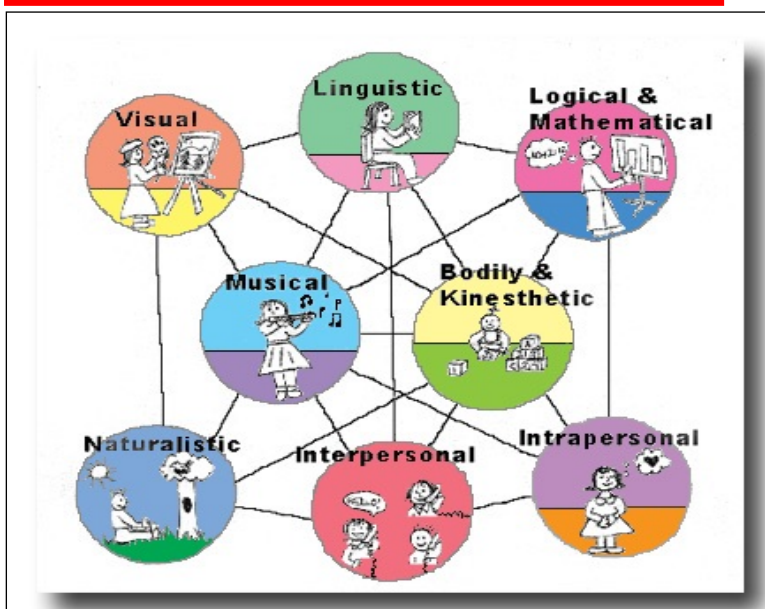 Linguistic
Visual
Logical &
Mathematical
Musical
Bodily &
Kinesthetic
Naturalistic
Interpersonal
Intrapersonal